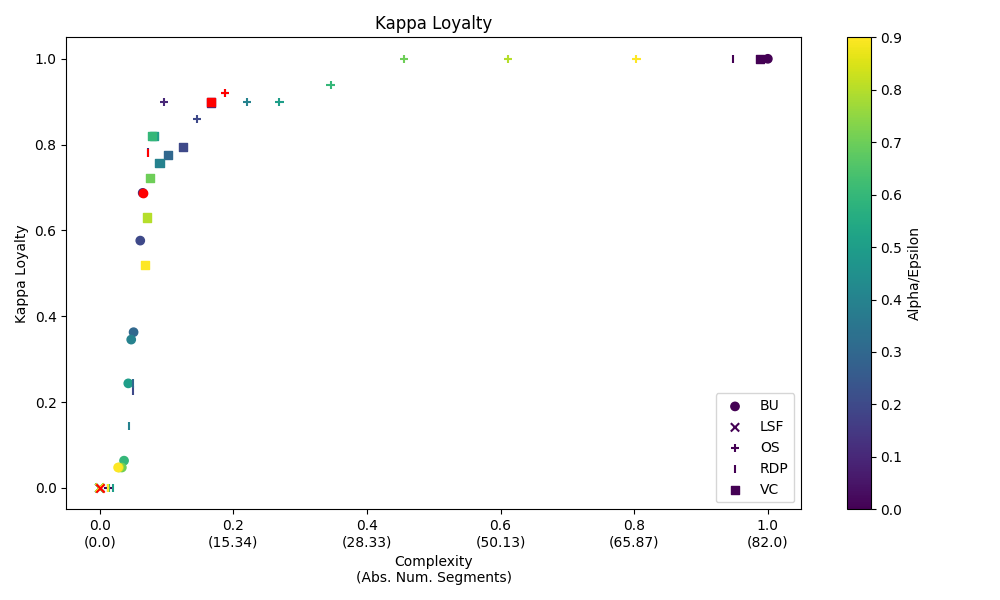 Kappa Loyalty
Kappa Loyalty
1.0
0.8
0.6
0.4
0.2
0.0
0.0
(0.0)
0.2
(15.34)
0.4
(28.33)
0.6
(50.13)
0.8
(65.87)
1.0
(82.0)
Complexity
(Abs. Num. Segments)
BU
LSF
OS
RDP
VC
0.9
0.8
0.7
0.6
0.5
0.4
0.3
0.2
0.1
0.0
Alpha/Epsilon